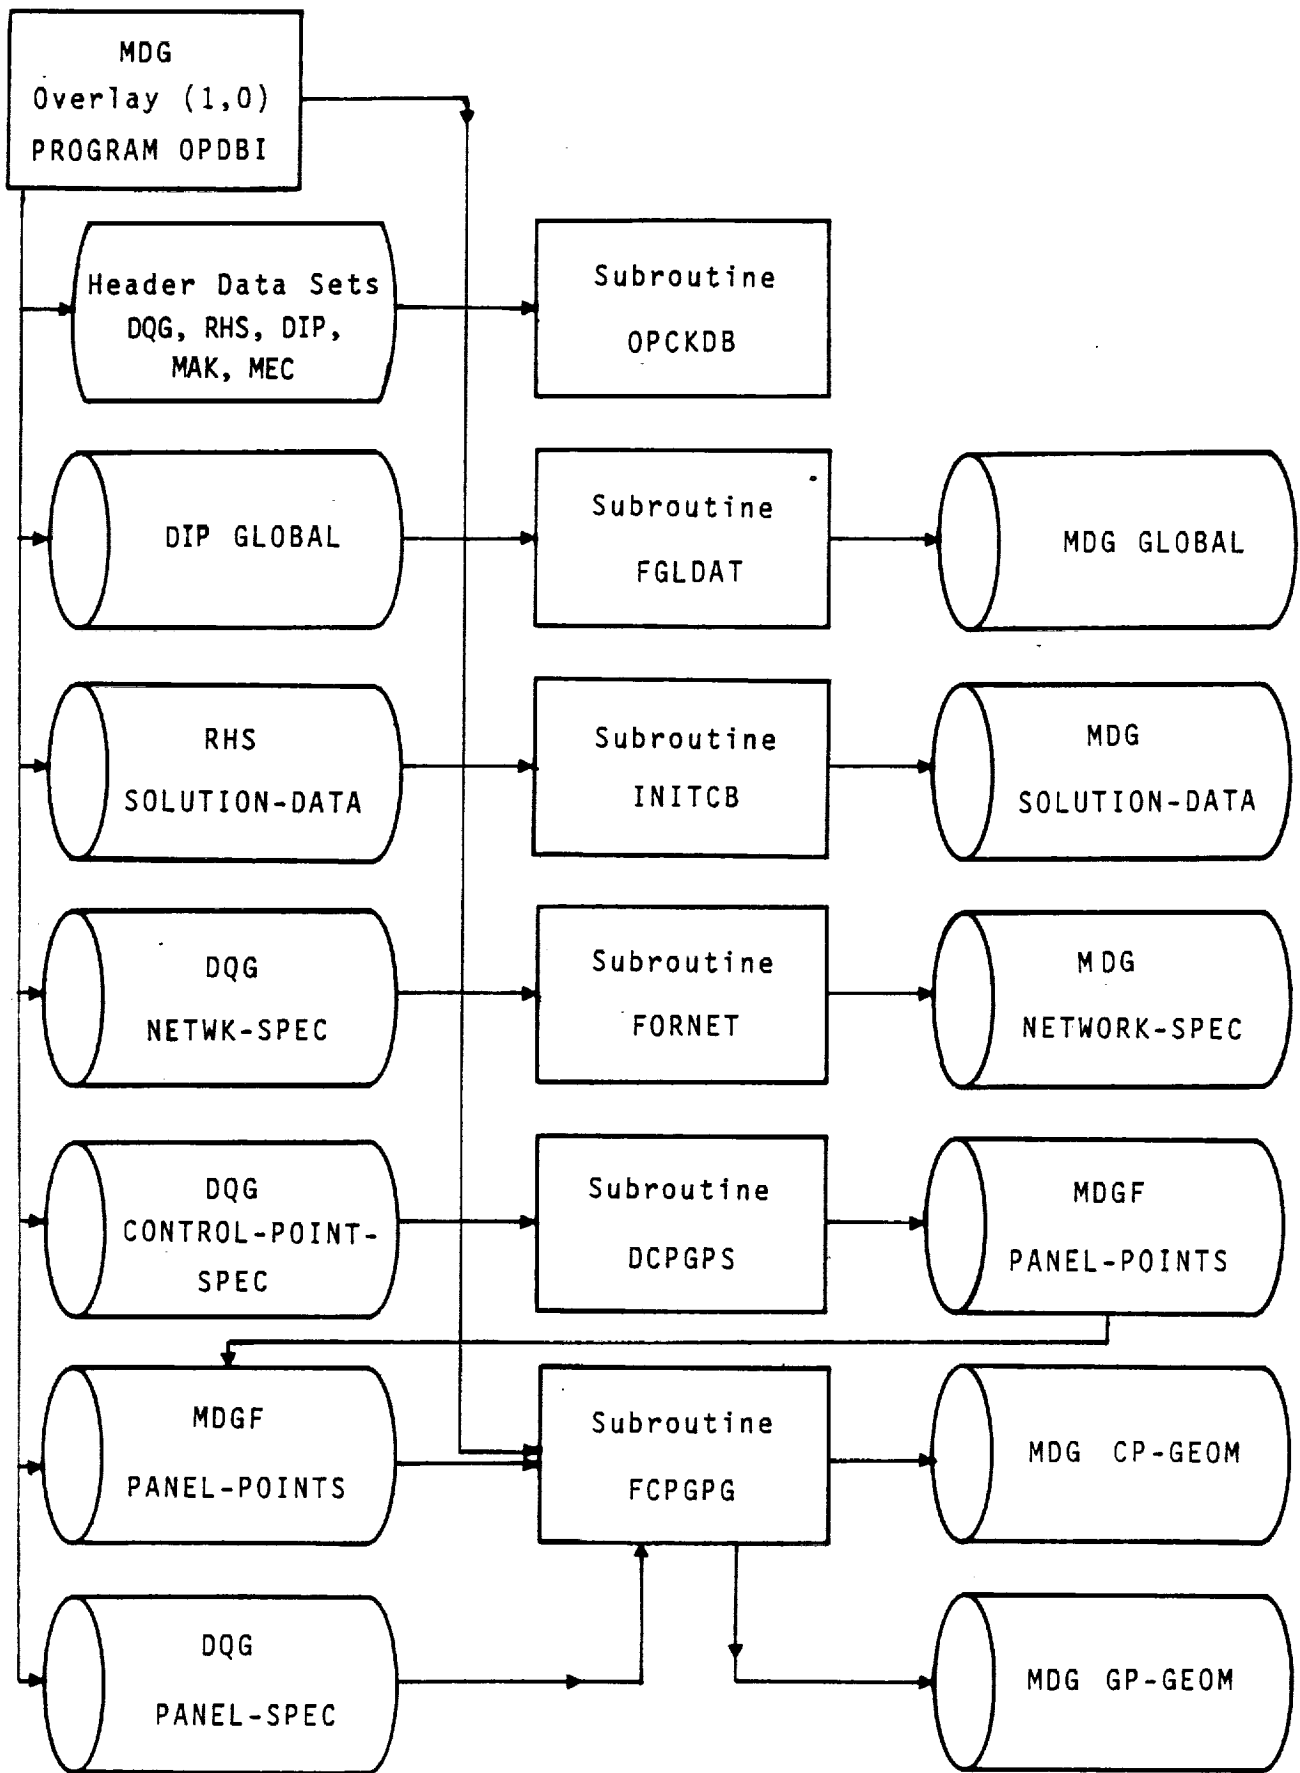 MDG
Overlay (1,0)
PROGRAM OPDBI
Header Data Sets
DQG, RHS, DIP,
MAK, MEC
Subroutine
OPCKDB
DIP GLOBAL
Subroutine
FGLDAT
MDG GLOBAL
RHS
SOLUTION-DATA
Subroutine
INITCB
MDG
SOLUTION-DATA
DQG
NETWK-SPEC
Subroutine
FORNET
MDG
NETWORK-SPEC
DQG
CONTROL-POINT-
SPEC
Subroutine
DCPGPS
MDGF
PANEL-POINTS
MDGF
PANEL-POINTS
Subroutine
FCPGPG
MDG CP-GEOM
DQG
PANEL-SPEC
MDG GP-GEOM